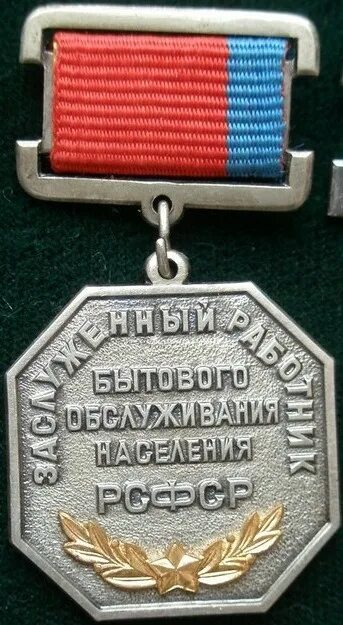 ЗАСЛУЖЕННЫЙ РАБОТНИК
БЫТОВОГО
ОБСЛУЖИВАНИЯ
НАСЕЛЕНИЯ
РСФСР